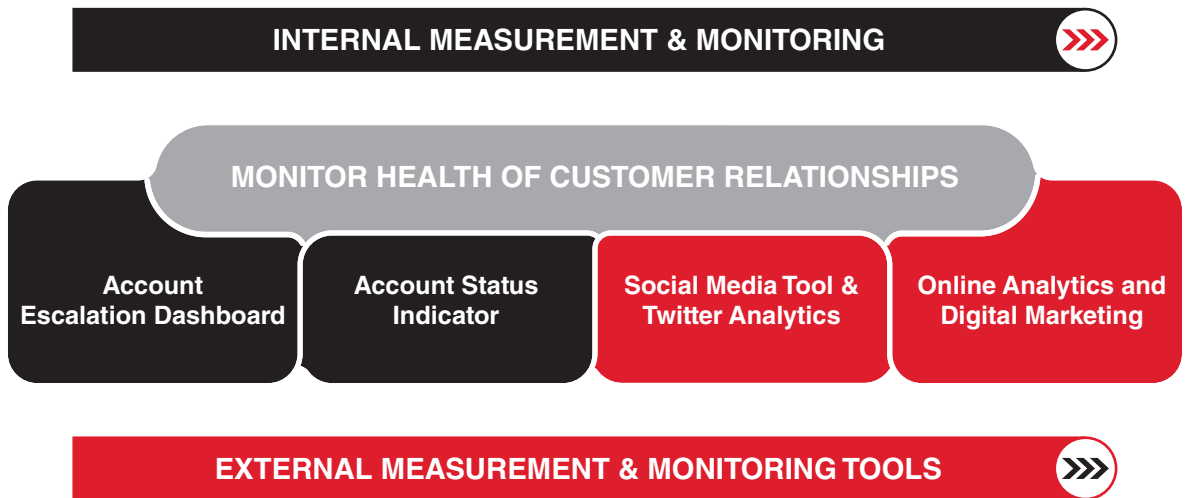 INTERNAL MEASUREMENT & MONITORING
MONITOR HEALTH OF CUSTOMER RELATIONSHIPS
Account
Escalation Dashboard
Account Status
Indicator
Social Media Tool &
Twitter Analytics
Online Analytics and
Digital Marketing
EXTERNAL MEASUREMENT & MONITORING TOOLS